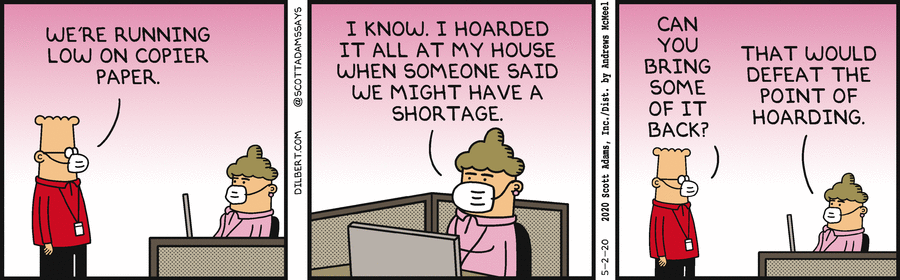 WE'RE RUNNING
LOW ON COPIER
PAPER.
DILBERT.COM @SCOTTADAMSSAYS
I KNOW. I HOARDED
IT ALL AT MY HOUSE
WHEN SOMEONE SAID
WE MIGHT HAVE A
SHORTAGE.
5-2-20 2020 Scott Adams, Inc./Dist. by Andrews McMeel
CAN
YOU
BRING
SOME
OF IT
BACK?
THAT WOULD
DEFEAT THE
POINT OF
HOARDING.